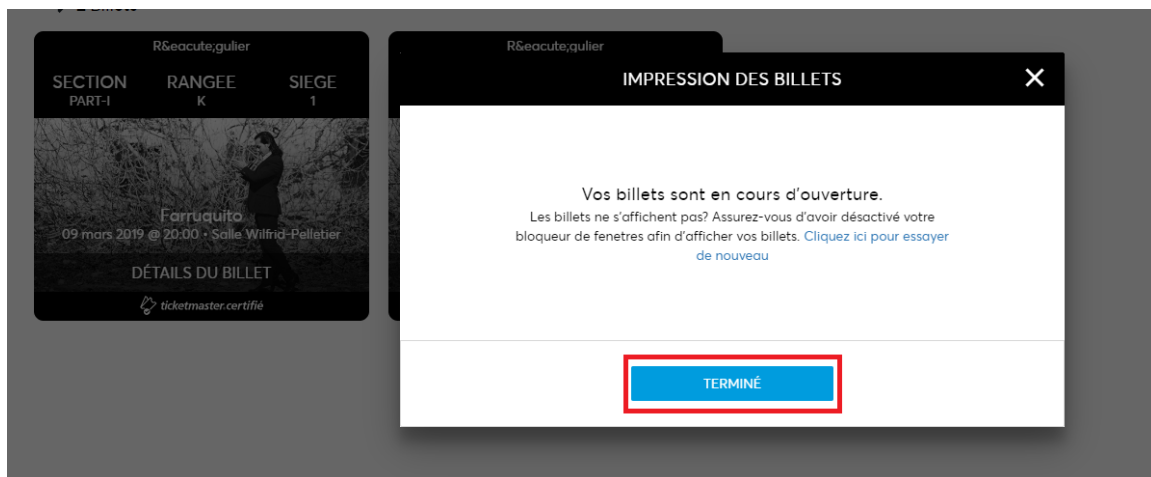 R&eacute;gulier
R&eacute;gulier
SECTION RANGEE SIEGE
PART-I K 1
Farruquito
09 mars 2019 @ 20:00 • Salle Wilfrid-Pelletier
DÉTAILS DU BILLET
ticketmaster.certifié
IMPRESSION DES BILLETS
Vos billets sont en cours d'ouverture.
Les billets ne s'affichent pas? Assurez-vous d'avoir désactivé votre
bloqueur de fenetres afin d'afficher vos billets. Cliquez ici pour essayer
de nouveau
TERMINÉ